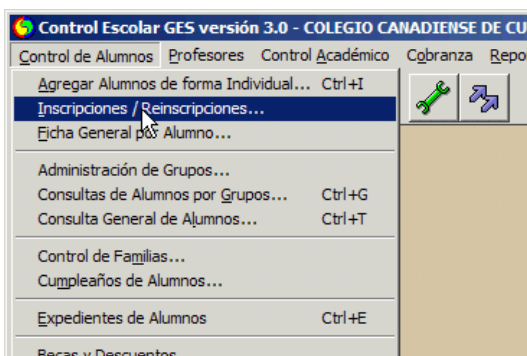 Control Escolar GES versión 3.0 - COLEGIO CANADIENSE DE CU
Control de Alumnos Profesores Control Académico Cobranza Repo
Agregar Alumnos de forma Individual... Ctrl+I
Inscripciones / Reinscripciones...
Ficha General por Alumno...
Administración de Grupos...
Consultas de Alumnos por Grupos... Ctrl+G
Consulta General de Alumnos... Ctrl+T
Control de Familias...
Cumpleaños de Alumnos...
Expedientes de Alumnos Ctrl+E
Becas y Descuentos